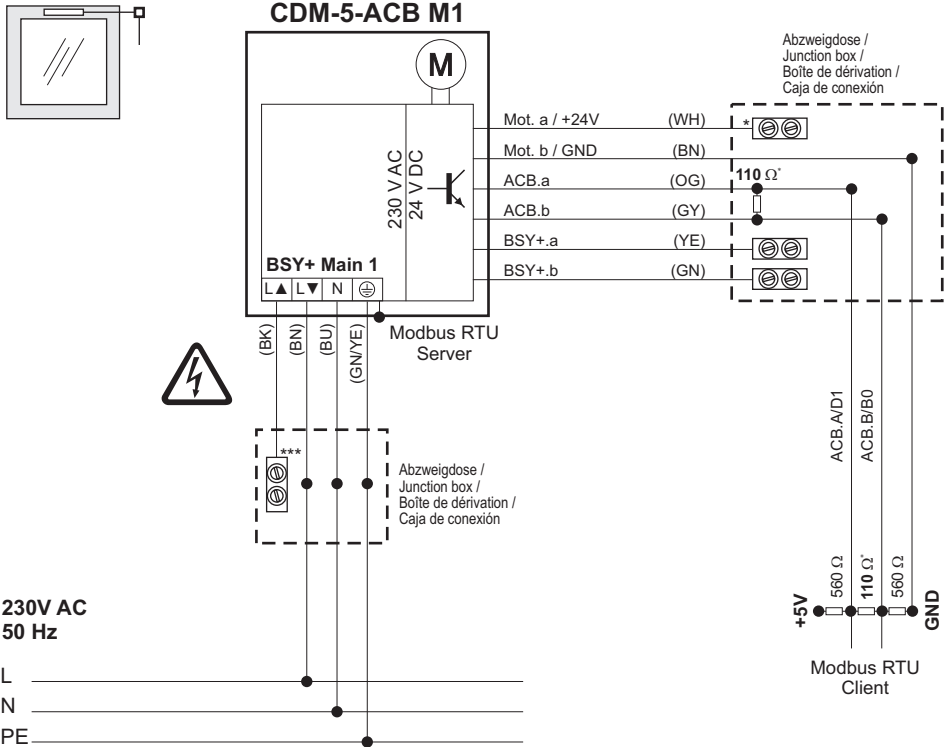 CDM-5-ACB M1
M
Abzweigdose /
Junction box /
Boîte de dérivation /
Caja de conexión
Mot. a / +24V (WH)
*
Mot. b / GND (BN)
ACB.a (OG)
110 Ω*
ACB.b (GY)
BSY+.a (YE)
BSY+.b (GN)
230 V AC
24 V DC
BSY+ Main 1
L▲ L▼ N
Modbus RTU
Server
(BK)
(BN)
(BU)
(GN/YE)
***
Abzweigdose /
Junction box /
Boîte de dérivation /
Caja de conexión
ACB.A/D1
ACB.B/B0
+5V
560 Ω
110 Ω*
560 Ω
GND
Modbus RTU
Client
230V AC
50 Hz
L
N
PE